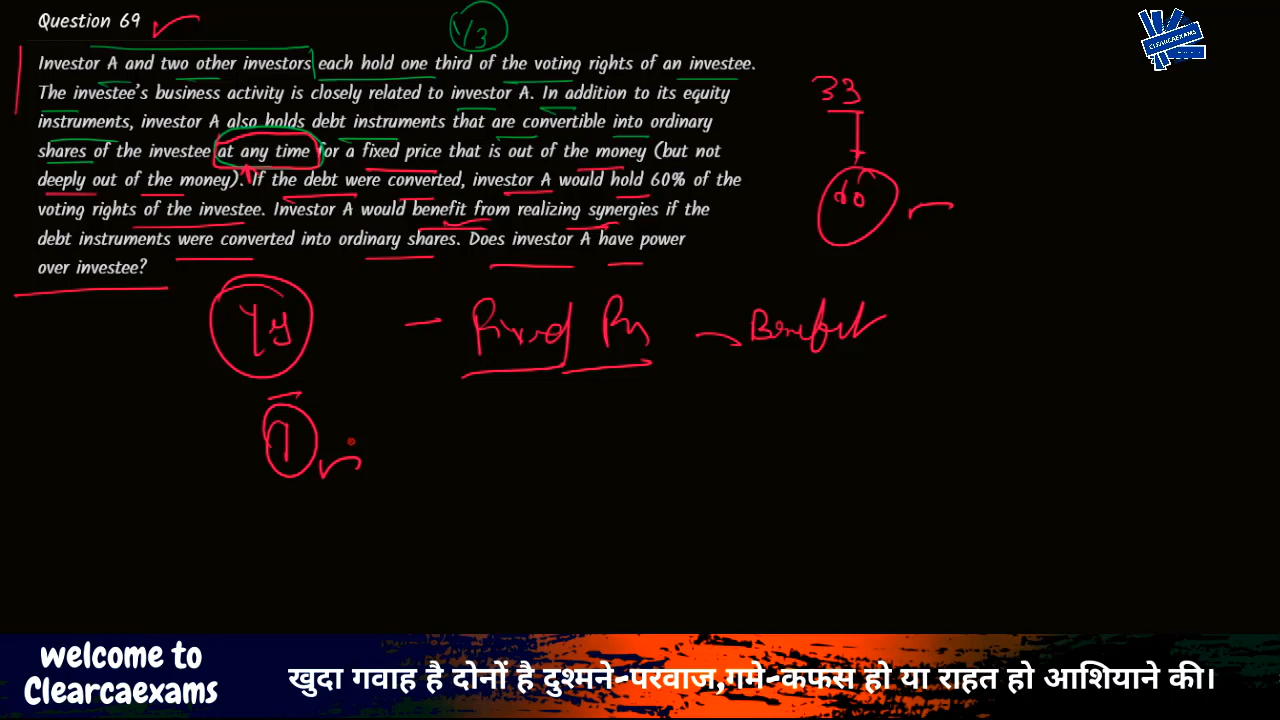 Question 69
1/3
Investor A and two other investors each hold one third of the voting rights of an investee.
The investee's business activity is closely related to investor A. In addition to its equity
instruments, investor A also holds debt instruments that are convertible into ordinary
shares of the investee at any time for a fixed price that is out of the money (but not
deeply out of the money). If the debt were converted, investor A would hold 60% of the
voting rights of the investee. Investor A would benefit from realizing synergies if the
debt instruments were converted into ordinary shares. Does investor A have power
over investee?
33
60
Fixed Benefit
CLEARCAEXAMS
welcome to
Clearcaexams
खुदा गवाह है दोनों है दुश्मने-परवाज,गमे-कफस हो या राहत हो आशियाने की।